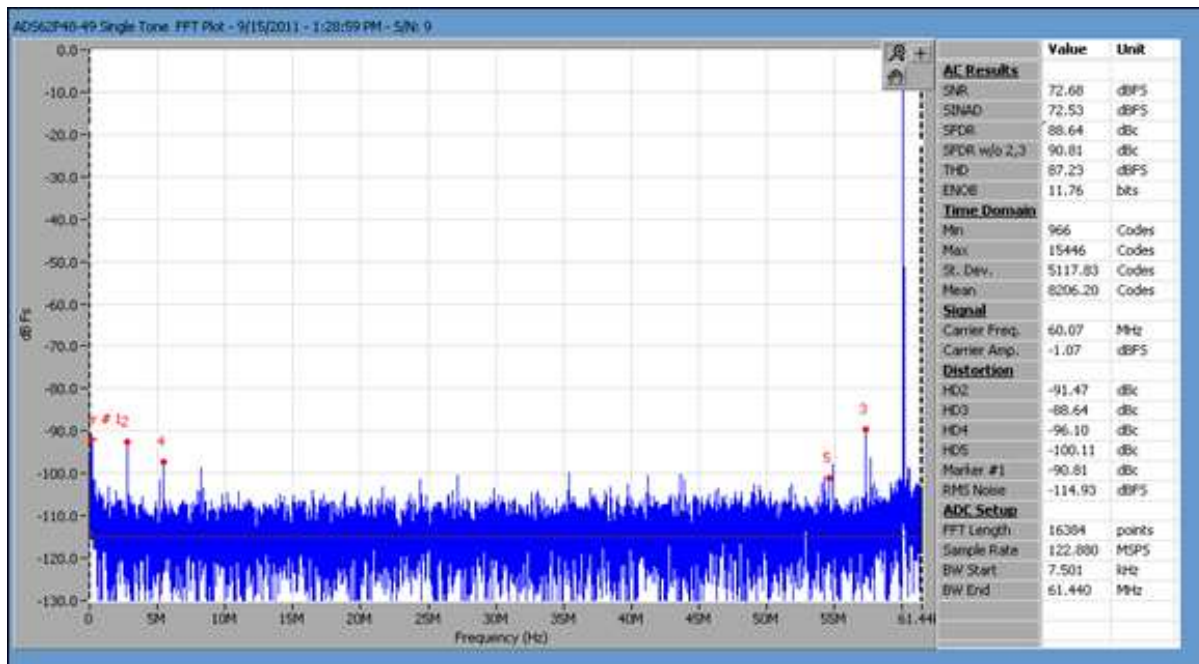 ADS62P48-49 Single Tone FFT Plot - 9/15/2011 - 1:28:59 PM - S/N: 9
Value Unit
AC Results
SNR 72.68 dBFS
SINAD 72.53 dBFS
SFDR 88.64 dBc
SFDR w/o 2,3 90.81 dBc
THD 87.23 dBFS
ENOB 11.76 bits
Time Domain
Min 966 Codes
Max 15446 Codes
St. Dev. 5117.83 Codes
Mean 8206.20 Codes
Signal
Carrier Freq. 60.07 MHz
Carrier Amp. -1.07 dBFS
Distortion
HD2 -91.47 dBc
HD3 -88.64 dBc
HD4 -96.10 dBc
HD5 -100.11 dBc
Marker #1 -90.81 dBc
RMS Noise -114.93 dBFS
ADC Setup
FFT Length 16384 points
Sample Rate 122.880 MSPS
BW Start 7.501 kHz
BW End 61.440 MHz
dB Fs
0.0
-10.0
-20.0
-30.0
-40.0
-50.0
-60.0
-70.0
-80.0
-90.0
-100.0
-110.0
-120.0
-130.0
# 1 2
4
5
3
0 5M 10M 15M 20M 25M 30M 35M 40M 45M 50M 55M
Frequency (Hz)